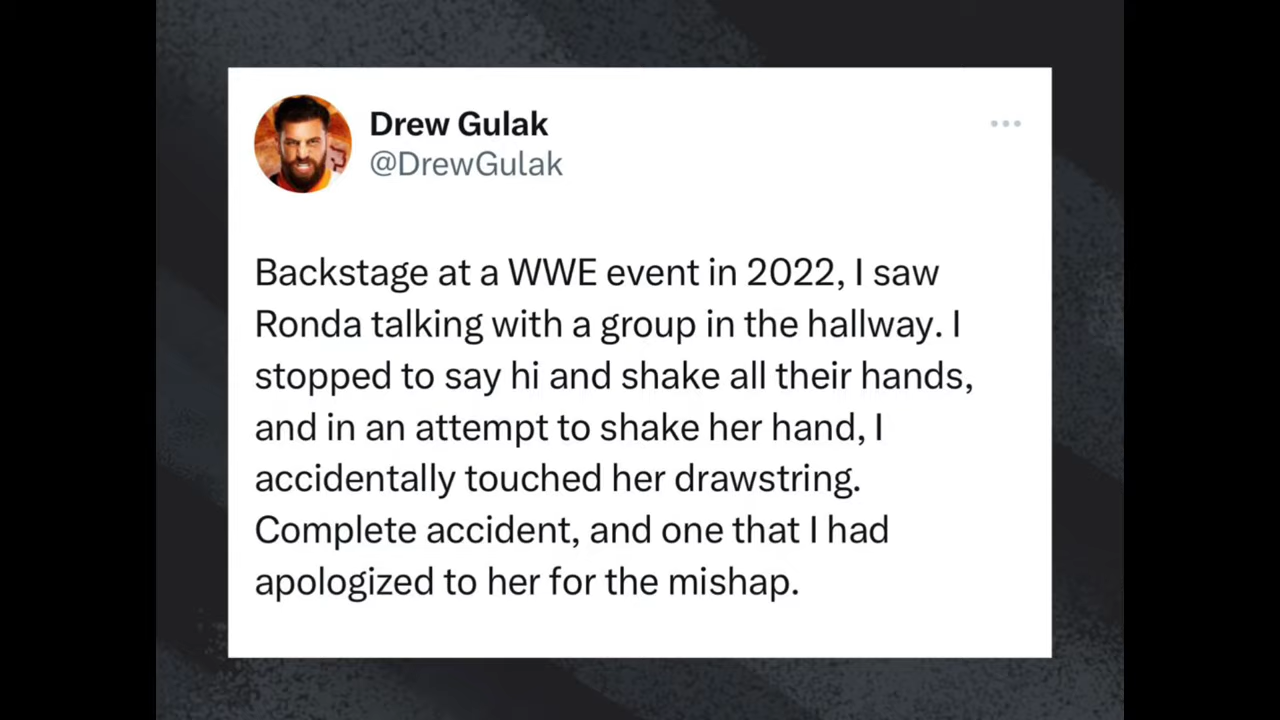 Drew Gulak
@DrewGulak
Backstage at a WWE event in 2022, I saw
Ronda talking with a group in the hallway. I
stopped to say hi and shake all their hands,
and in an attempt to shake her hand, I
accidentally touched her drawstring.
Complete accident, and one that I had
apologized to her for the mishap.